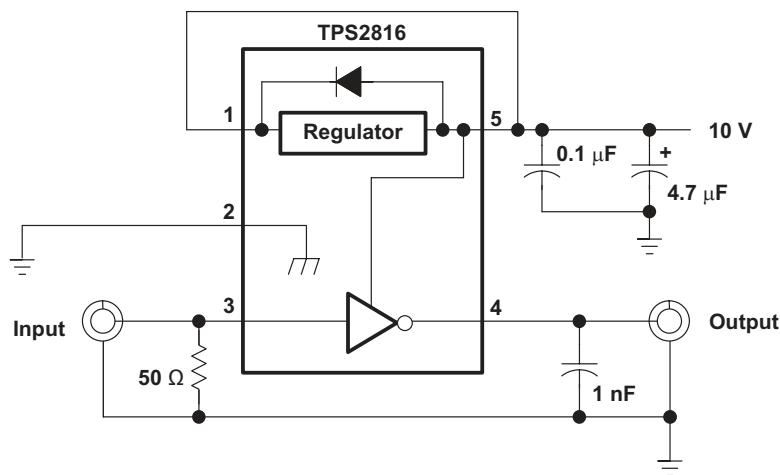 TPS2816
1
Regulator
5
10 V
0.1 μF
+
4.7 μF
2
3
4
Input
Output
50 Ω
1 nF